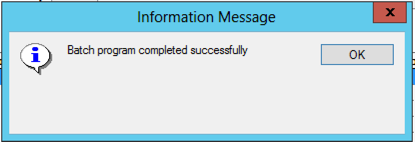 Information Message
x
Batch program completed successfully
OK